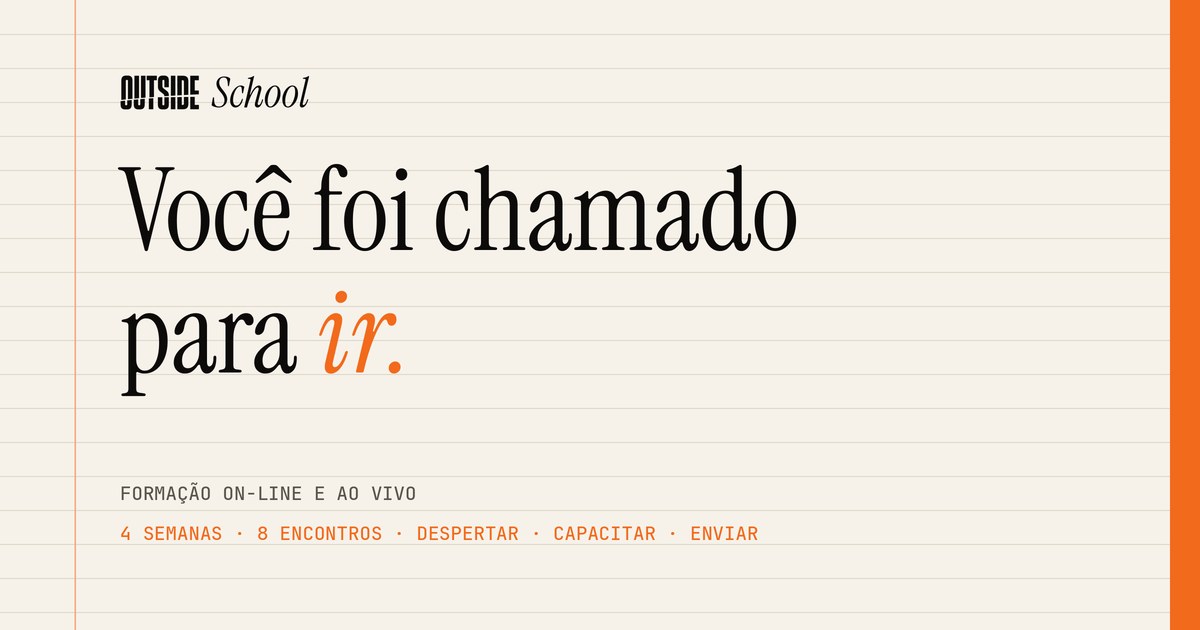 OUTSIDE School
Você foi chamado
para ir.
FORMAÇÃO ON-LINE E AO VIVO
4 SEMANAS · 8 ENCONTROS · DESPERTAR · CAPACITAR · ENVIAR